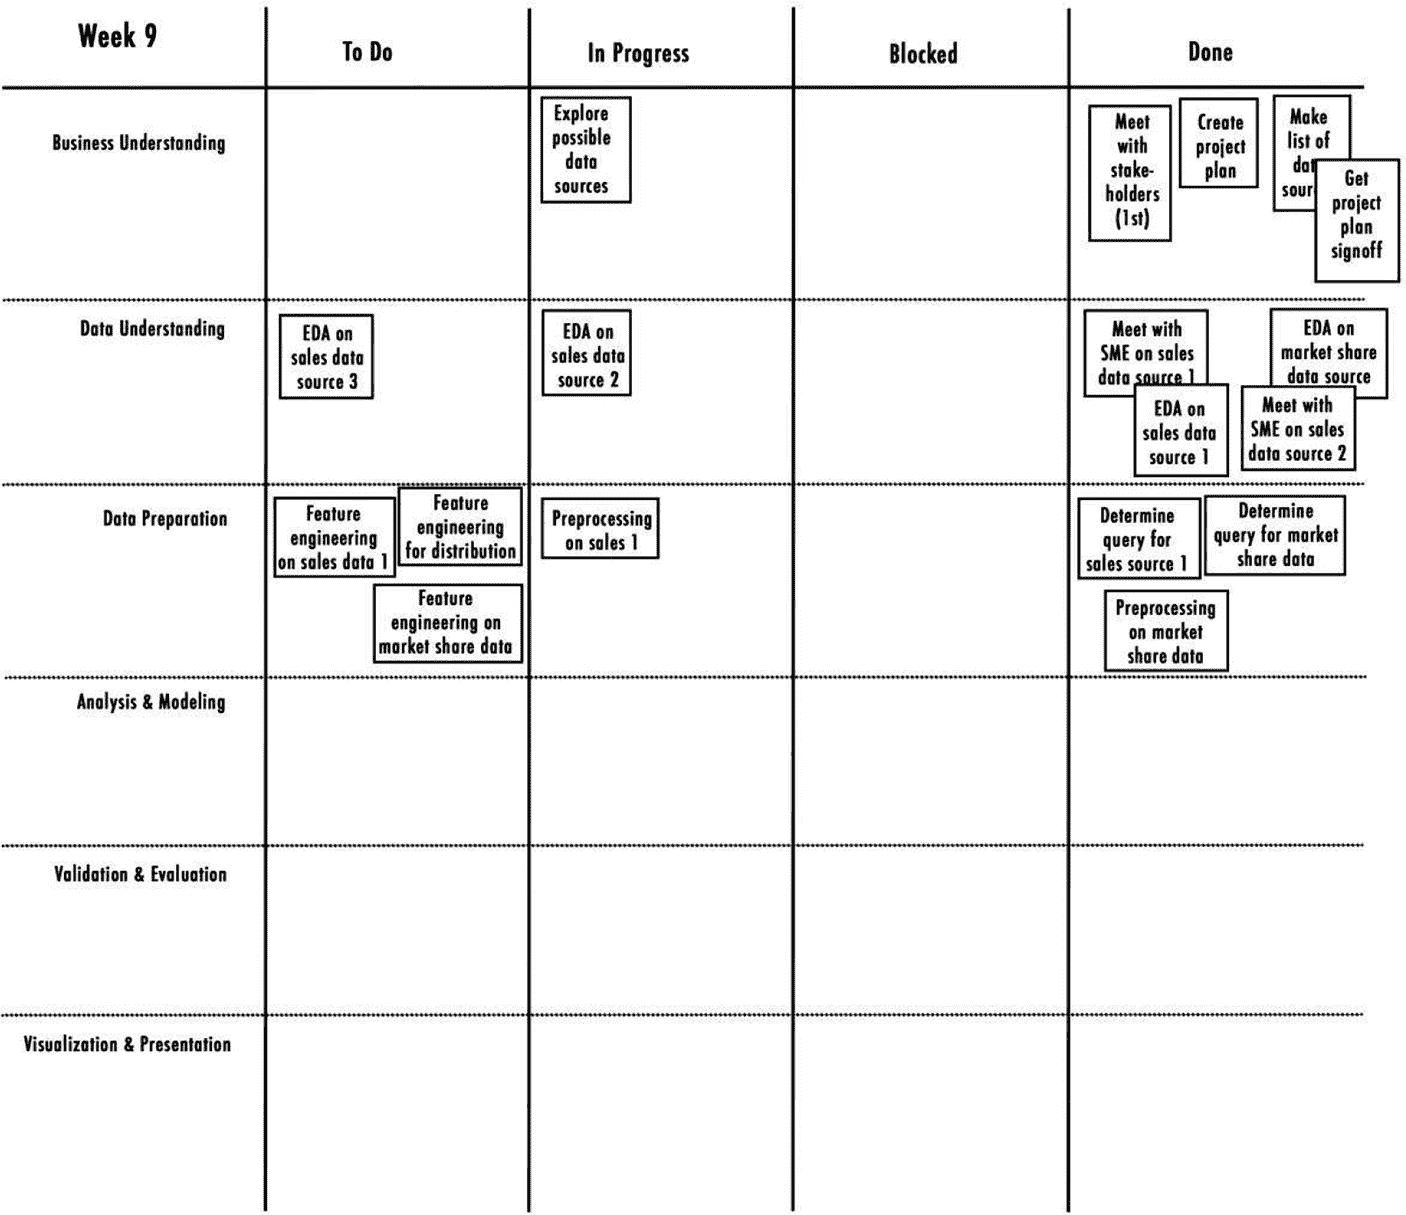 Week 9
To Do
In Progress
Blocked
Done
Business Understanding
Explore
possible
data
sources
Meet
with
stake-
holders
(1st)
Create
project
plan
Make
list of
Get
project
plan
signoff
Data Understanding
EDA on
sales data
source 3
EDA on
sales data
source 2
Meet with
SME on sales
data source 1
EDA on
sales data
source 1
EDA on
market share
data source
Meet with
SME on sales
data source 2
Data Preparation
Feature
engineering
on sales data 1
Feature
engineering
for distribution
Feature
engineering on
market share data
Preprocessing
on sales 1
Determine
query for
sales source 1
Determine
query for market
share data
Preprocessing
on market
share data
Analysis & Modeling
Validation & Evaluation
Visualization & Presentation